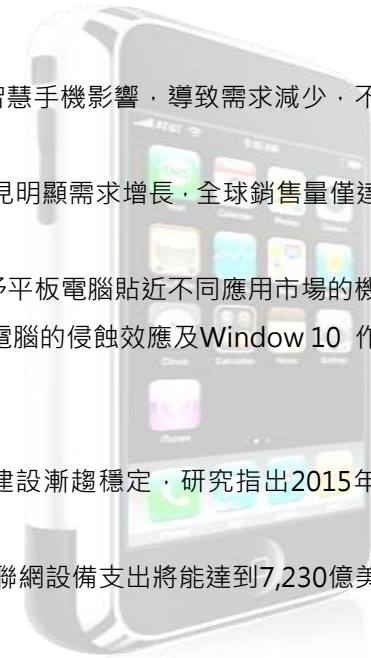 智慧手機影響，導致需求減少，不
見明顯需求增長，全球銷售量僅達
予平板電腦貼近不同應用市場的機
電腦的侵蝕效應及Window 10 作
建設漸趨穩定，研究指出2015年
聯網設備支出將能達到7,230億美